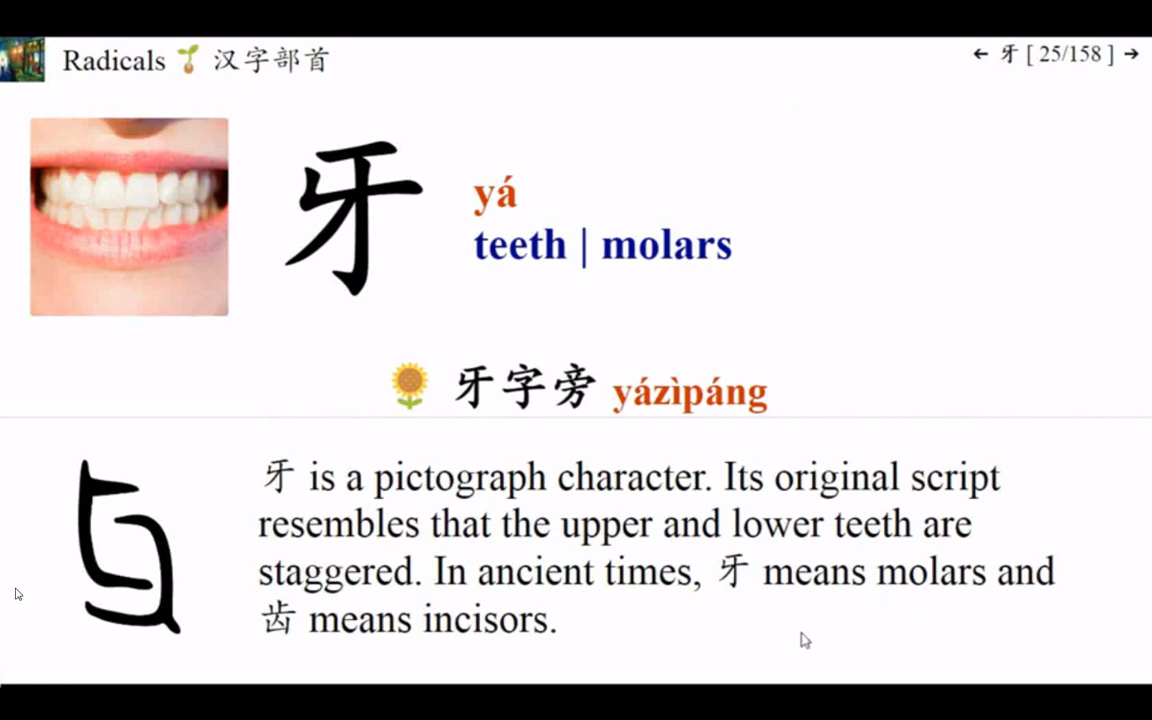 Radicals 🌱 汉字部首
← 牙 [ 25/158 ] →
牙
yá
teeth | molars
🌻 牙字旁 yázìpáng
牙 is a pictograph character. Its original script
resembles that the upper and lower teeth are
staggered. In ancient times, 牙 means molars and
齿 means incisors.